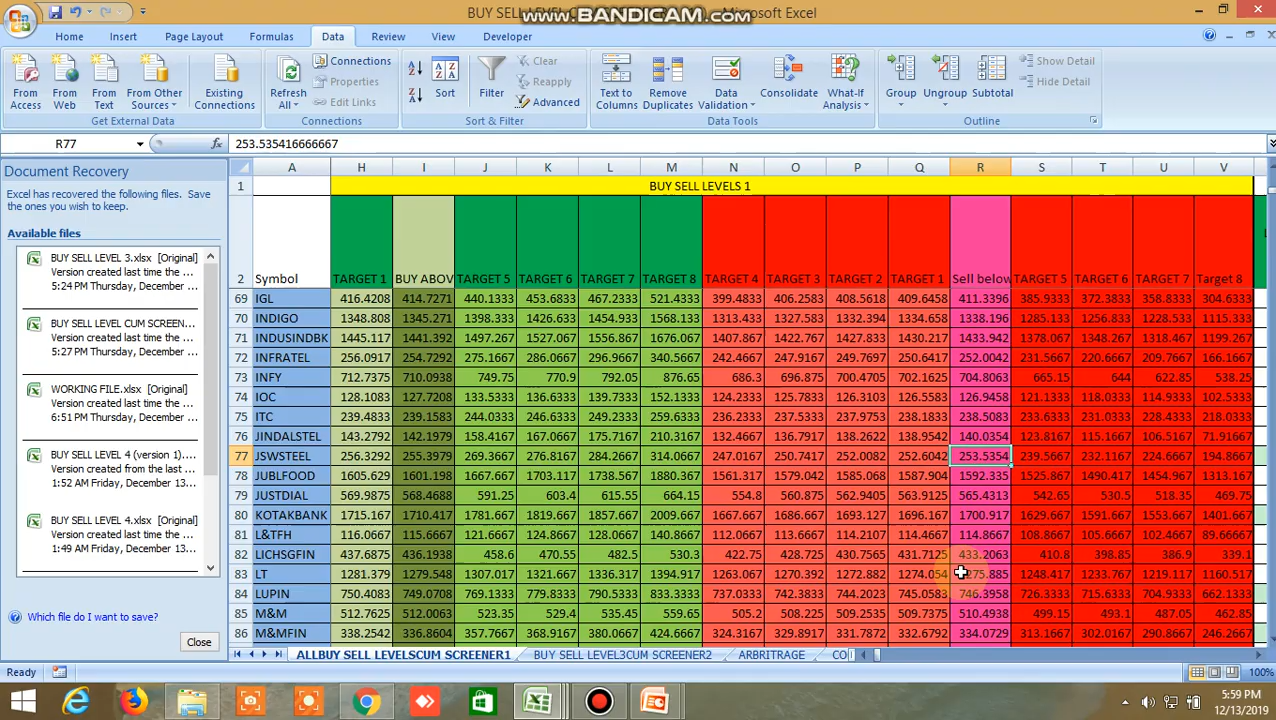 BUY SELL LEVEL C
Microsoft Excel
www.BANDICAM.com
Home Insert Page Layout Formulas Data Review View Developer
From Access
From Web
From Text
From Other Sources
Existing Connections
Get External Data
Refresh All
Connections
Properties
Edit Links
Connections
Sort
Filter
Clear
Reapply
Advanced
Sort & Filter
Text to Columns
Remove Duplicates
Data Validation
Consolidate
What-If Analysis
Data Tools
Group
Ungroup
Subtotal
Show Detail
Hide Detail
Outline
R77 fx 253.535416666667
Document Recovery
Excel has recovered the following files. Save
the ones you wish to keep.
Available files
BUY SELL LEVEL 3.xlsx [Original]
Version created last time the ...
5:24 PM Thursday, December ...
BUY SELL LEVEL CUM SCREEN...
Version created last time the ...
5:27 PM Thursday, December ...
WORKING FILE.xlsx [Original]
Version created last time the ...
6:51 PM Thursday, December ...
BUY SELL LEVEL 4 (version 1)....
Version created from the last ...
1:52 AM Friday, December 13...
BUY SELL LEVEL 4.xlsx [Original]
Version created last time the ...
1:49 AM Friday, December 13...
Which file do I want to save?
Close
A H I J K L M N O P Q R S T U V
1 BUY SELL LEVELS 1
2 Symbol TARGET 1 BUY ABOV TARGET 5 TARGET 6 TARGET 7 TARGET 8 TARGET 4 TARGET 3 TARGET 2 TARGET 1 Sell below TARGET 5 TARGET 6 TARGET 7 Target 8
69 IGL 416.4208 414.7271 440.1333 453.6833 467.2333 521.4333 399.4833 406.2583 408.5618 409.6458 411.3396 385.9333 372.3833 358.8333 304.6333
70 INDIGO 1348.808 1345.271 1398.333 1426.633 1454.933 1568.133 1313.433 1327.583 1332.394 1334.658 1338.196 1285.133 1256.833 1228.533 1115.333
71 INDUSINDBK 1445.117 1441.392 1497.267 1527.067 1556.867 1676.067 1407.867 1422.767 1427.833 1430.217 1433.942 1378.067 1348.267 1318.467 1199.267
72 INFRATEL 256.0917 254.7292 275.1667 286.0667 296.9667 340.5667 242.4667 247.9167 249.7697 250.6417 252.0042 231.5667 220.6667 209.7667 166.1667
73 INFY 712.7375 710.0938 749.75 770.9 792.05 876.65 686.3 696.875 700.4705 702.1625 704.8063 665.15 644 622.85 538.25
74 IOC 128.1083 127.7208 133.5333 136.6333 139.7333 152.1333 124.2333 125.7833 126.3103 126.5583 126.9458 121.1333 118.0333 114.9333 102.5333
75 ITC 239.4833 239.1583 244.0333 246.6333 249.2333 259.6333 236.2333 237.5333 237.9753 238.1833 238.5083 233.6333 231.0333 228.4333 218.0333
76 JINDALSTEL 143.2792 142.1979 158.4167 167.0667 175.7167 210.3167 132.4667 136.7917 138.2622 138.9542 140.0354 123.8167 115.1667 106.5167 71.91667
77 JSWSTEEL 256.3292 255.3979 269.3667 276.8167 284.2667 314.0667 247.0167 250.7417 252.0082 252.6042 253.5354 239.5667 232.1167 224.6667 194.8667
78 JUBLFOOD 1605.629 1601.198 1667.667 1703.117 1738.567 1880.367 1561.317 1579.042 1585.068 1587.904 1592.335 1525.867 1490.417 1454.967 1313.167
79 JUSTDIAL 569.9875 568.4688 591.25 603.4 615.55 664.15 554.8 560.875 562.9405 563.9125 565.4313 542.65 530.5 518.35 469.75
80 KOTAKBANK 1715.167 1710.417 1781.667 1819.667 1857.667 2009.667 1667.667 1686.667 1693.127 1696.167 1700.917 1629.667 1591.667 1553.667 1401.667
81 L&TFH 116.0667 115.6667 121.6667 124.8667 128.0667 140.8667 112.0667 113.6667 114.2107 114.4667 114.8667 108.8667 105.6667 102.4667 89.66667
82 LICHSGFIN 437.6875 436.1938 458.6 470.55 482.5 530.3 422.75 428.725 430.7565 431.7125 433.2063 410.8 398.85 386.9 339.1
83 LT 1281.379 1279.548 1307.017 1321.667 1336.317 1394.917 1263.067 1270.392 1272.882 1274.054 275.885 1248.417 1233.767 1219.117 1160.517
84 LUPIN 750.4083 749.0708 769.1333 779.8333 790.5333 833.3333 737.0333 742.3833 744.2023 745.0583 746.3958 726.3333 715.6333 704.9333 662.1333
85 M&M 512.7625 512.0063 523.35 529.4 535.45 559.65 505.2 508.225 509.2535 509.7375 510.4938 499.15 493.1 487.05 462.85
86 M&MFIN 338.2542 336.8604 357.7667 368.9167 380.0667 424.6667 324.3167 329.8917 331.7872 332.6792 334.0729 313.1667 302.0167 290.8667 246.2667
ALLBUY SELL LEVELSCUM SCREENER1 BUY SELL LEVEL3CUM SCREENER2 ARBRITRAGE CO
Ready 100%
5:59 PM
12/13/2019